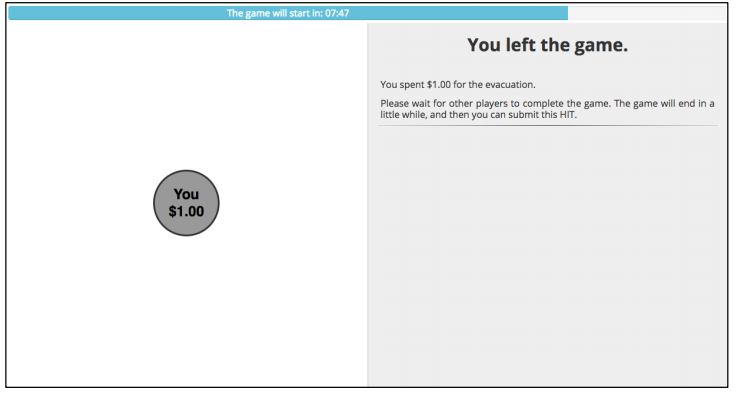 The game will start in: 07:47
You left the game.
You spent $1.00 for the evacuation.
Please wait for other players to complete the game. The game will end in a
little while, and then you can submit this HIT.
You
$1.00